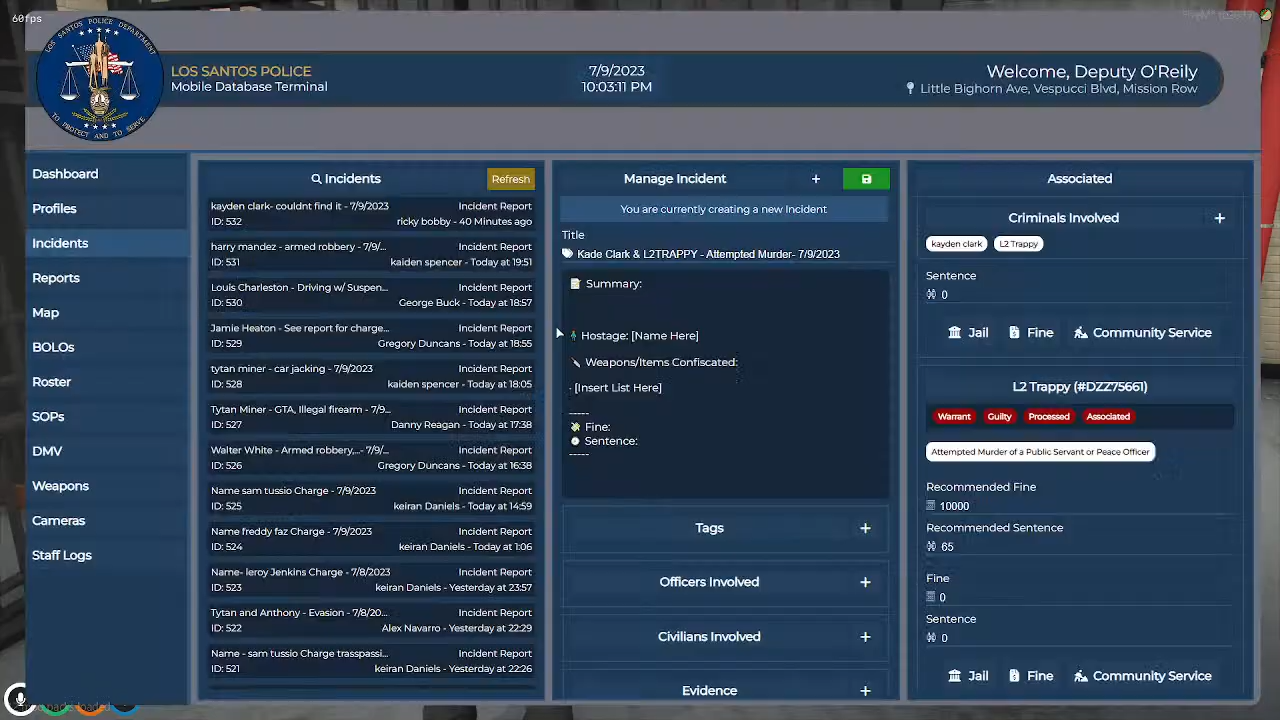 60fps
LOS SANTOS POLICE DEPARTMENT
TO PROTECT AND TO SERVE
LOS SANTOS POLICE
Mobile Database Terminal
7/9/2023
10:03:11 PM
Welcome, Deputy O'Reily
Little Bighorn Ave, Vespucci Blvd, Mission Row
Dashboard
Profiles
Incidents
Reports
Map
BOLOs
Roster
SOPs
DMV
Weapons
Cameras
Staff Logs
Incidents
Refresh
kayden clark- couldnt find it - 7/9/2023 Incident Report
ID: 532 ricky bobby - 40 Minutes ago
harry mandez - armed robbery - 7/9/... Incident Report
ID: 531 kaiden spencer - Today at 19:51
Louis Charleston - Driving w/ Suspen... Incident Report
ID: 530 George Buck - Today at 18:57
Jamie Heaton - See report for charge... Incident Report
ID: 529 Gregory Duncans - Today at 18:55
tytan miner - car jacking - 7/9/2023 Incident Report
ID: 528 kaiden spencer - Today at 18:05
Tytan Miner - GTA, Illegal firearm - 7/9... Incident Report
ID: 527 Danny Reagan - Today at 17:38
Walter White - Armed robbery,...- 7/9/... Incident Report
ID: 526 Gregory Duncans - Today at 16:38
Name sam tussio Charge - 7/9/2023 Incident Report
ID: 525 keiran Daniels - Today at 14:59
Name freddy faz Charge - 7/9/2023 Incident Report
ID: 524 keiran Daniels - Today at 1:06
Name- leroy Jenkins Charge - 7/8/2023 Incident Report
ID: 523 keiran Daniels - Yesterday at 23:57
Tytan and Anthony - Evasion - 7/8/20... Incident Report
ID: 522 Alex Navarro - Yesterday at 22:29
Name - sam tussio Charge trasspassi... Incident Report
ID: 521 keiran Daniels - Yesterday at 22:26
Manage Incident +
You are currently creating a new Incident
Title
Kade Clark & L2TRAPPY - Attempted Murder- 7/9/2023
Summary:
Hostage: [Name Here]
Weapons/Items Confiscated:
· [Insert List Here]
-----
Fine:
Sentence:
-----
Tags +
Officers Involved +
Civilians Involved +
Evidence +
Associated
Criminals Involved +
kayden clark L2 Trappy
Sentence
0
Jail Fine Community Service
L2 Trappy (#DZZ75661)
Warrant Guilty Processed Associated
Attempted Murder of a Public Servant or Peace Officer
Recommended Fine
10000
Recommended Sentence
65
Fine
0
Sentence
0
Jail Fine Community Service